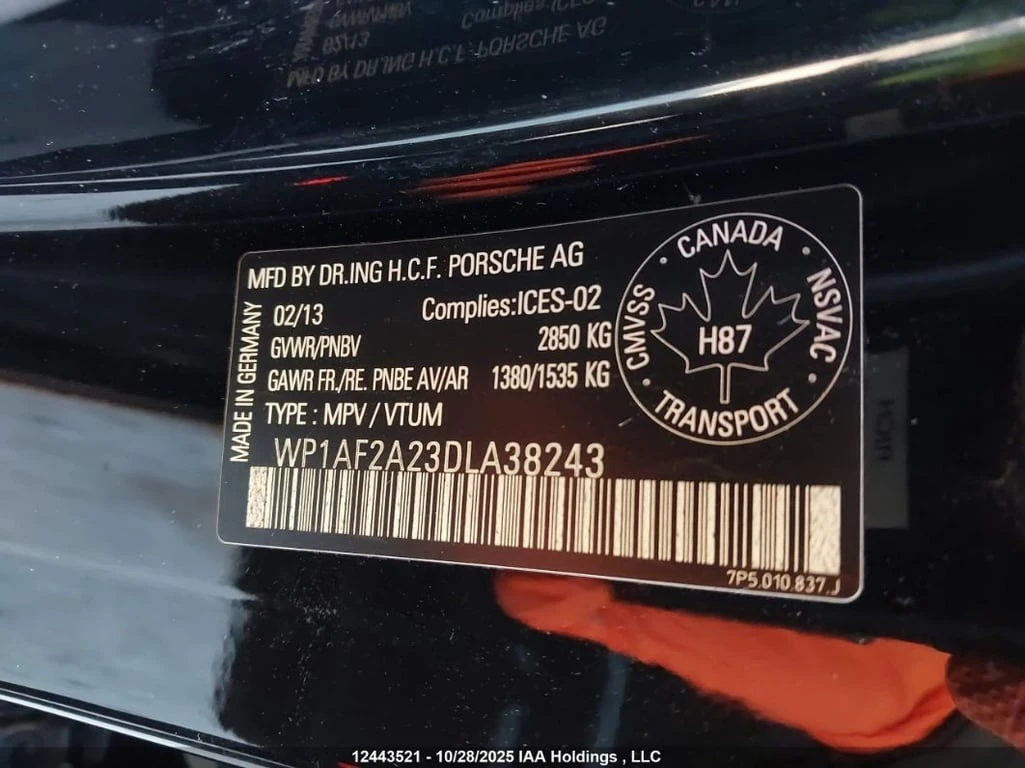 MFD BY DR.ING H.C.F. PORSCHE AG
02/13 Complies:ICES-02
GVWR/PNBV 2850 KG
GAWR FR./RE. PNBE AV/AR 1380/1535 KG
TYPE : MPV / VTUM
WP1AF2A23DLA38243
MADE IN GERMANY
CANADA
NSVAC
TRANSPORT
CMVSS
H87
7P5.010.837.J
12443521 - 10/28/2025 IAA Holdings , LLC